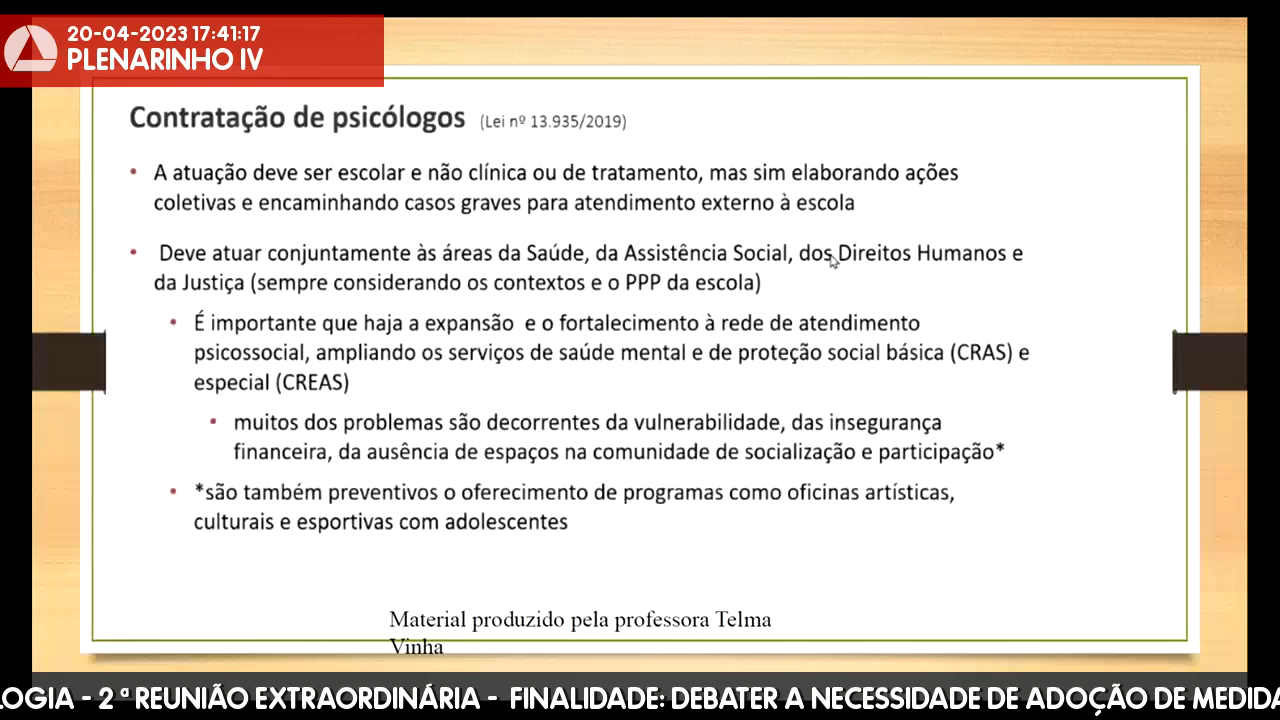 20-04-2023 17:41:17
PLENARINHO IV
Contratação de psicólogos (Lei nº 13.935/2019)
• A atuação deve ser escolar e não clínica ou de tratamento, mas sim elaborando ações
coletivas e encaminhando casos graves para atendimento externo à escola
• Deve atuar conjuntamente às áreas da Saúde, da Assistência Social, dos Direitos Humanos e
da Justiça (sempre considerando os contextos e o PPP da escola)
• É importante que haja a expansão e o fortalecimento à rede de atendimento
psicossocial, ampliando os serviços de saúde mental e de proteção social básica (CRAS) e
especial (CREAS)
• muitos dos problemas são decorrentes da vulnerabilidade, das insegurança
financeira, da ausência de espaços na comunidade de socialização e participação*
• *são também preventivos o oferecimento de programas como oficinas artísticas,
culturais e esportivas com adolescentes
Material produzido pela professora Telma
Vinha
LOGIA - 2ª REUNIÃO EXTRAORDINÁRIA - FINALIDADE: DEBATER A NECESSIDADE DE ADOÇÃO DE MEDIDA